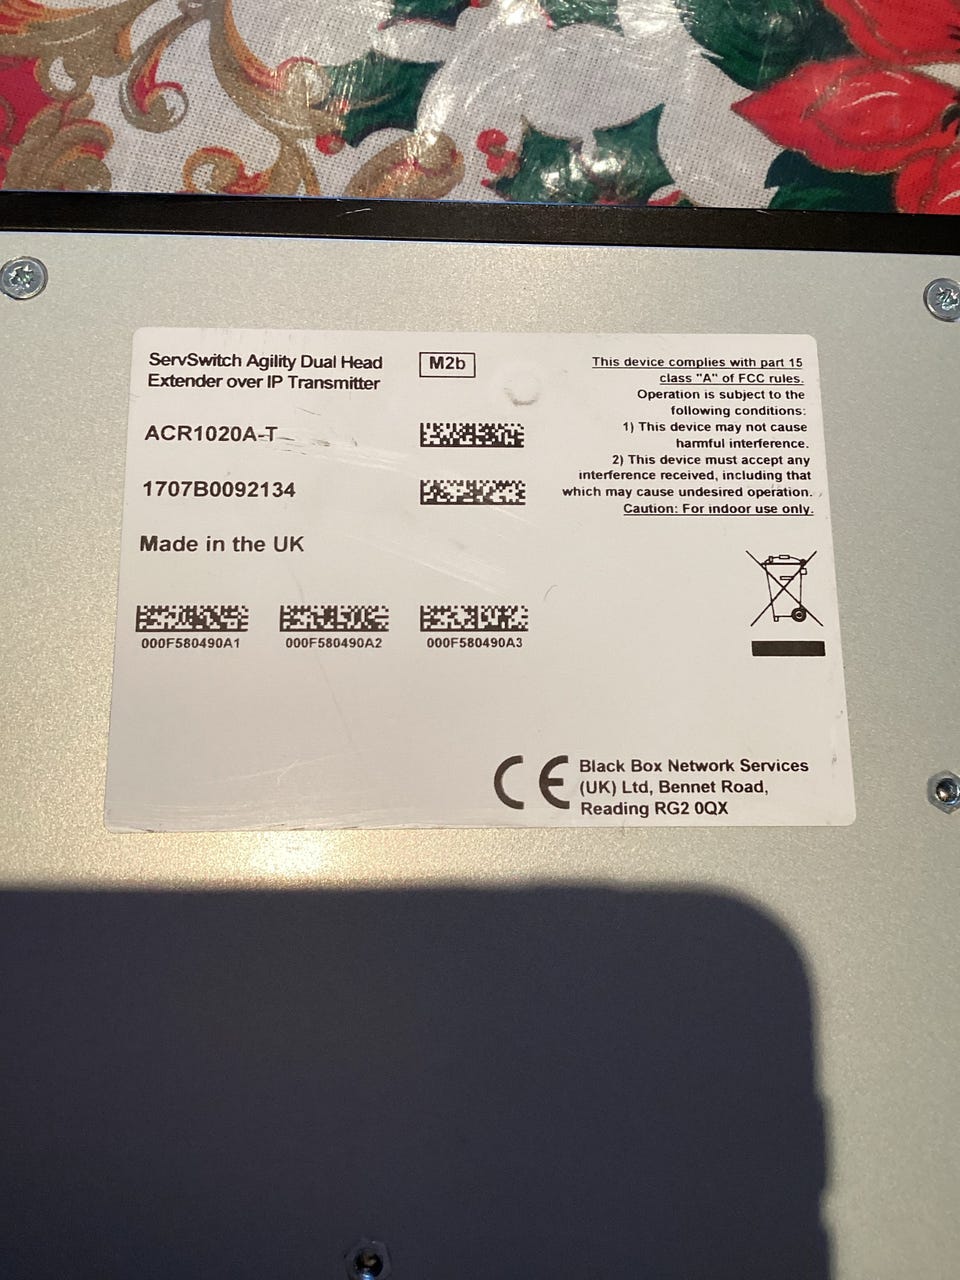 ServSwitch Agility Dual Head
Extender over IP Transmitter
M2b
ACR1020A-T
1707B0092134
Made in the UK
000F580490A1
000F580490A2
000F580490A3
This device complies with part 15
class "A" of FCC rules.
Operation is subject to the
following conditions:
1) This device may not cause
harmful interference.
2) This device must accept any
interference received, including that
which may cause undesired operation.
Caution: For indoor use only.
CE
Black Box Network Services
(UK) Ltd, Bennet Road,
Reading RG2 0QX